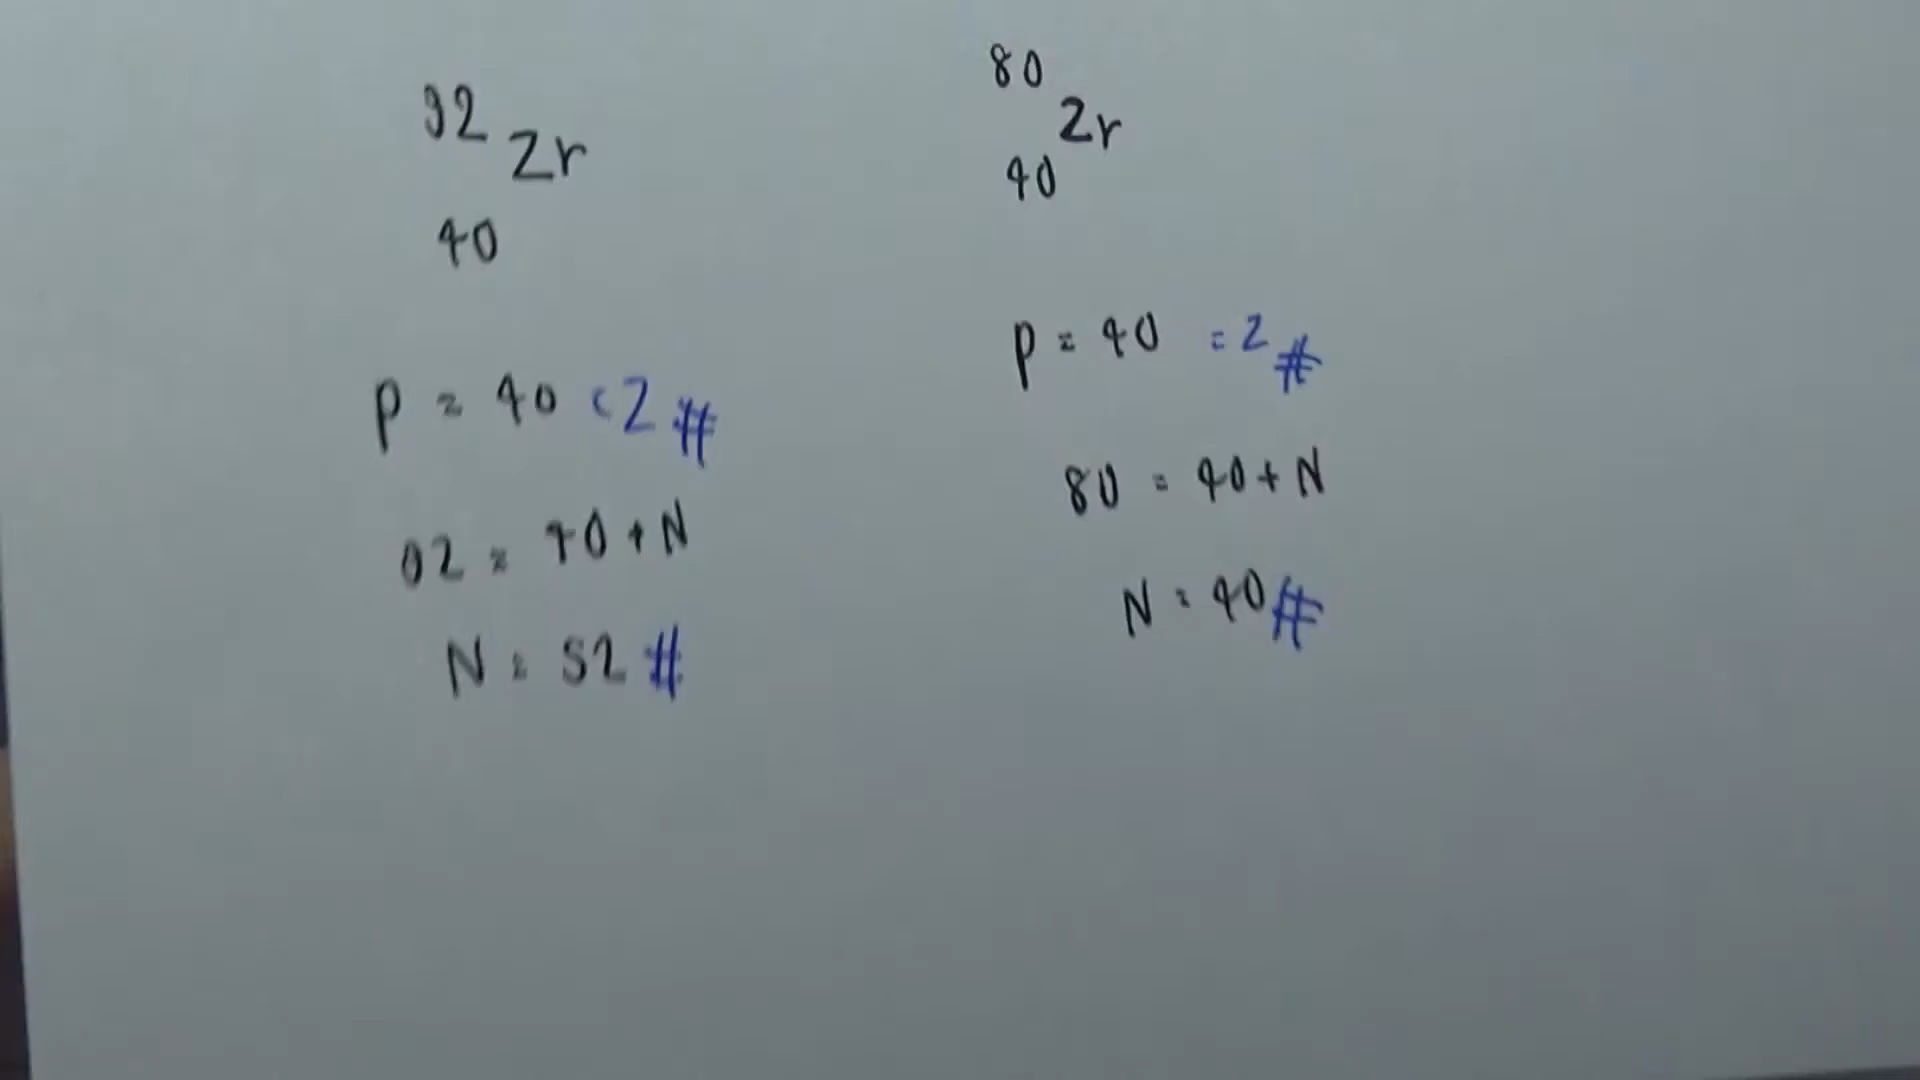 92
Zr
40
P = 40 = Z #
92 = 40 + N
N = 52 #
80
Zr
40
P = 40 = Z #
80 = 40 + N
N = 40 #